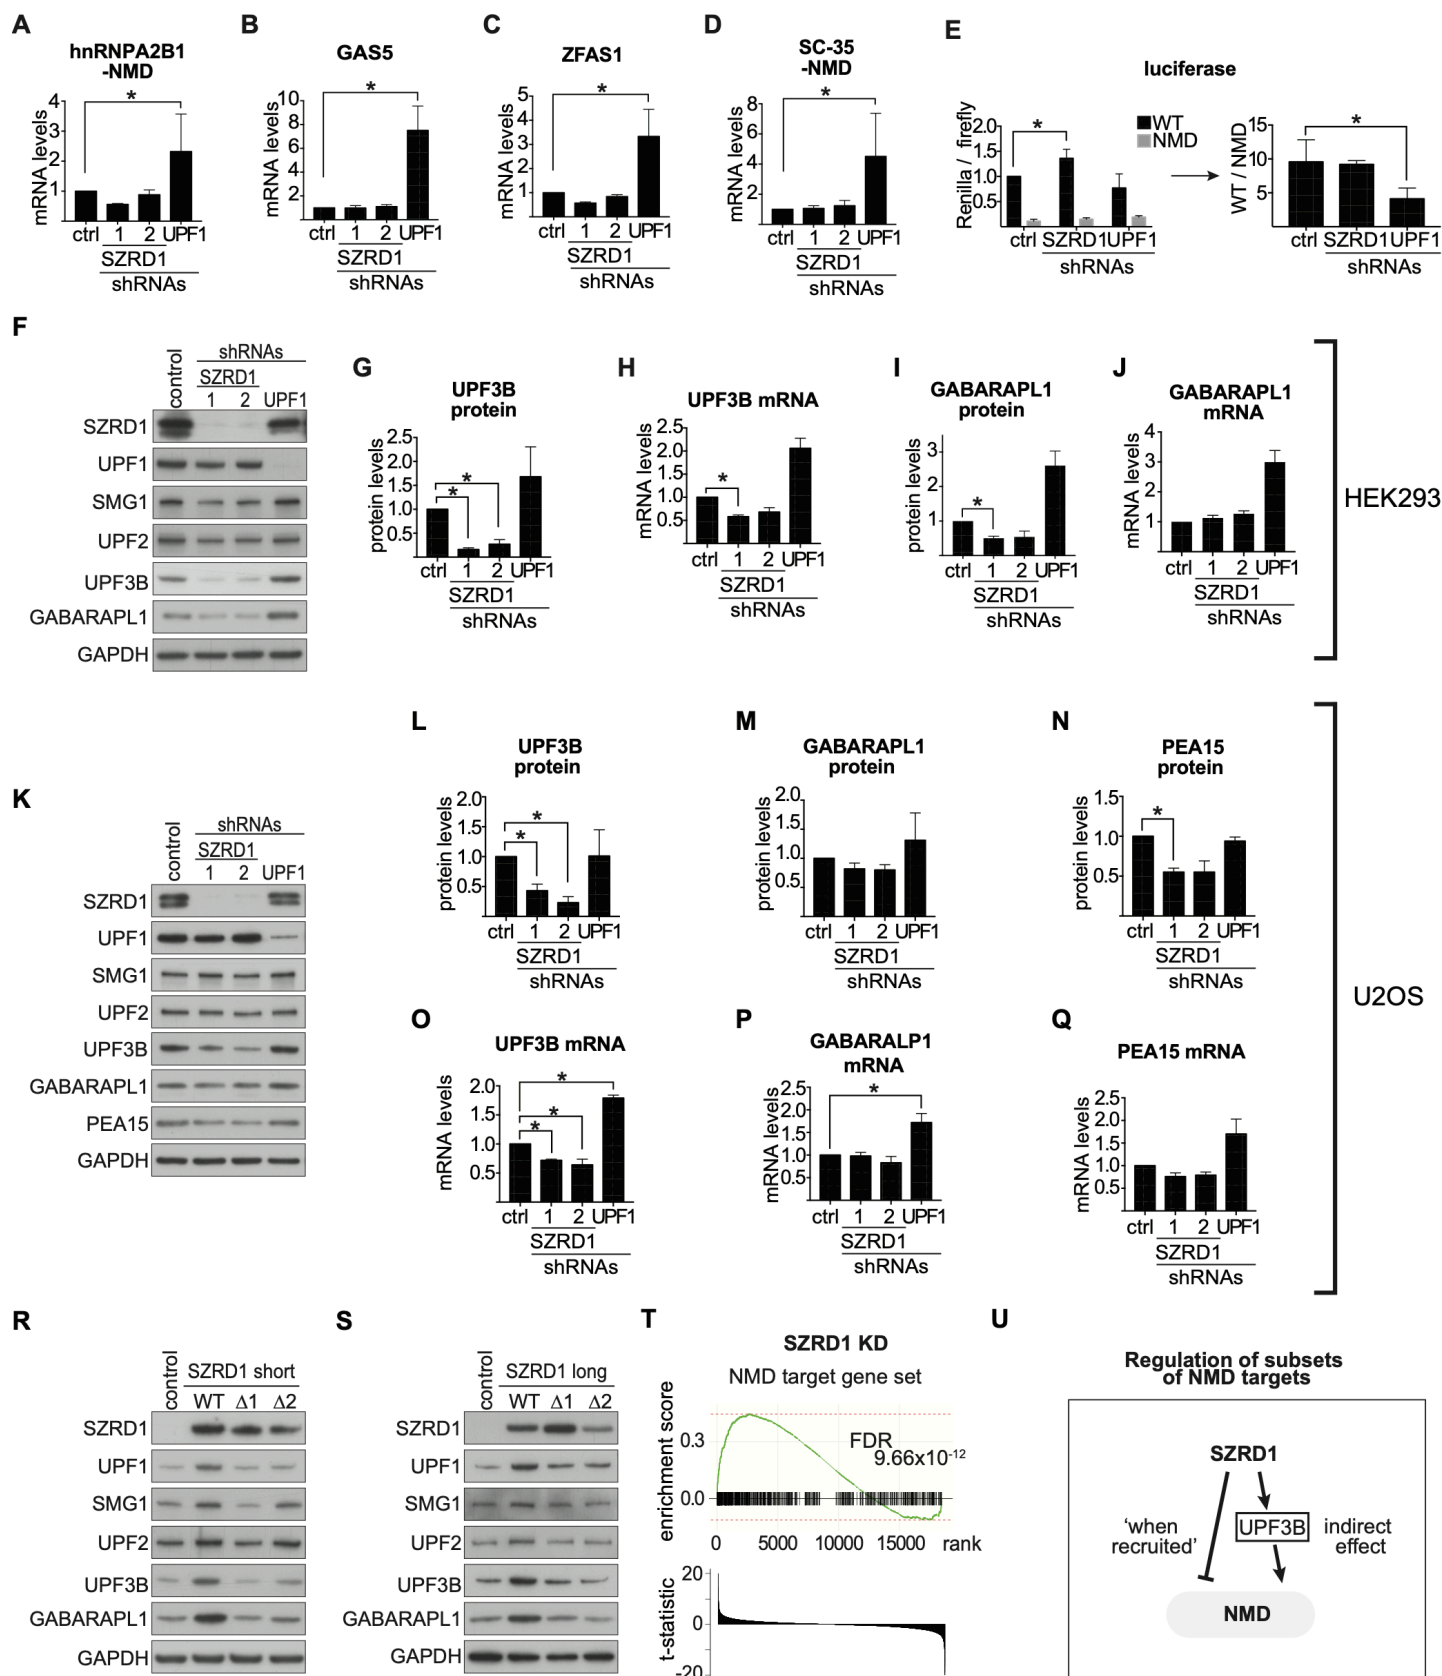 A
hnRNPA2B1
-NMD
mRNA levels
4
3
2
1
*
ctrl 1 2 UPF1
SZRD1
shRNAs
B
GAS5
mRNA levels
10
8
6
4
2
*
ctrl 1 2 UPF1
SZRD1
shRNAs
C
ZFAS1
mRNA levels
5
4
3
2
1
*
ctrl 1 2 UPF1
SZRD1
shRNAs
D
SC-35
-NMD
mRNA levels
8
6
4
2
*
ctrl 1 2 UPF1
SZRD1
shRNAs
E
luciferase
Renilla / firefly
2.0
1.5
1.0
0.5
*
WT
NMD
ctrl SZRD1 UPF1
shRNAs
WT / NMD
15
10
5
*
ctrl SZRD1 UPF1
shRNAs
F
control
shRNAs
SZRD1
1 2 UPF1
SZRD1
UPF1
SMG1
UPF2
UPF3B
GABARAPL1
GAPDH
G
UPF3B
protein
protein levels
2.5
2.0
1.5
1.0
0.5
*
*
ctrl 1 2 UPF1
SZRD1
shRNAs
H
UPF3B mRNA
mRNA levels
2.5
2.0
1.5
1.0
0.5
*
ctrl 1 2 UPF1
SZRD1
shRNAs
I
GABARAPL1
protein
protein levels
3
2
1
*
ctrl 1 2 UPF1
SZRD1
shRNAs
J
GABARAPL1
mRNA
mRNA levels
4
3
2
1
ctrl 1 2 UPF1
SZRD1
shRNAs
HEK293
K
control
shRNAs
SZRD1
1 2 UPF1
SZRD1
UPF1
SMG1
UPF2
UPF3B
GABARAPL1
PEA15
GAPDH
L
UPF3B
protein
protein levels
2.0
1.5
1.0
0.5
*
*
ctrl 1 2 UPF1
SZRD1
shRNAs
M
GABARAPL1
protein
protein levels
2.0
1.5
1.0
0.5
ctrl 1 2 UPF1
SZRD1
shRNAs
N
PEA15
protein
protein levels
1.5
1.0
0.5
*
ctrl 1 2 UPF1
SZRD1
shRNAs
O
UPF3B mRNA
mRNA levels
2.0
1.5
1.0
0.5
*
*
*
ctrl 1 2 UPF1
SZRD1
shRNAs
P
GABARALP1
mRNA
mRNA levels
2.5
2.0
1.5
1.0
0.5
*
ctrl 1 2 UPF1
SZRD1
shRNAs
Q
PEA15 mRNA
mRNA levels
2.5
2.0
1.5
1.0
0.5
ctrl 1 2 UPF1
SZRD1
shRNAs
U2OS
R
control
SZRD1 short
WT Δ1 Δ2
SZRD1
UPF1
SMG1
UPF2
UPF3B
GABARAPL1
GAPDH
S
control
SZRD1 long
WT Δ1 Δ2
SZRD1
UPF1
SMG1
UPF2
UPF3B
GABARAPL1
GAPDH
T
SZRD1 KD
NMD target gene set
enrichment score
0.3
0.0
FDR
9.66x10-12
0 5000 10000 15000 rank
t-statistic
20
0
-20
U
Regulation of subsets
of NMD targets
SZRD1
'when
recruited'
UPF3B
indirect
effect
NMD